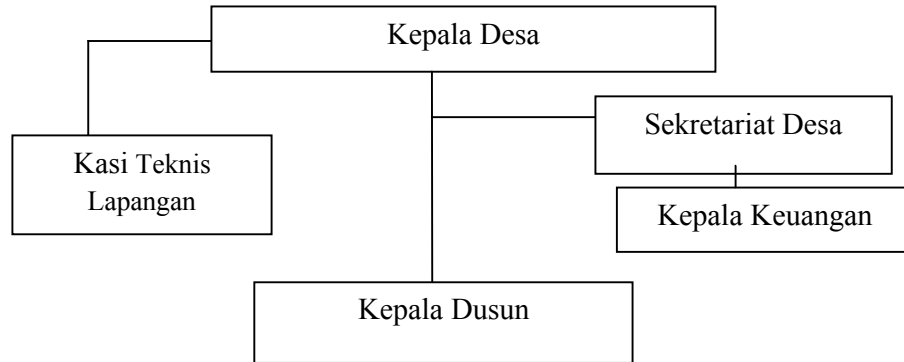 Kepala Desa
Sekretariat Desa
Kasi Teknis
Lapangan
Kepala Keuangan
Kepala Dusun